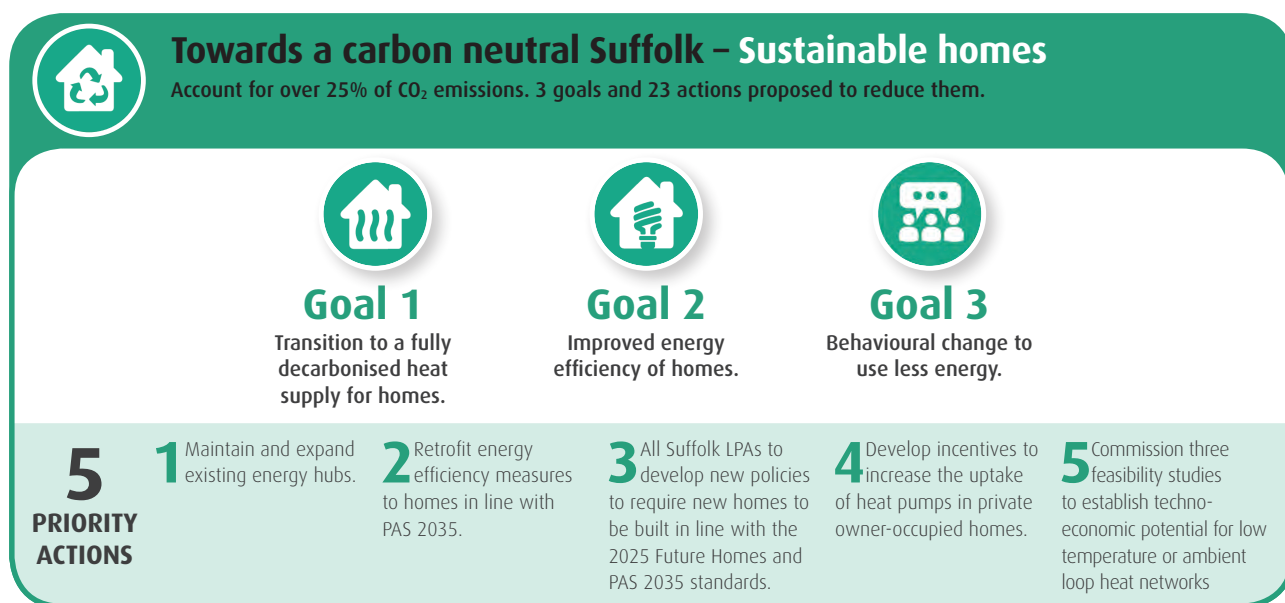 Towards a carbon neutral Suffolk – Sustainable homes
Account for over 25% of CO₂ emissions. 3 goals and 23 actions proposed to reduce them.
Goal 1
Transition to a fully
decarbonised heat
supply for homes.
Goal 2
Improved energy
efficiency of homes.
Goal 3
Behavioural change to
use less energy.
5
PRIORITY
ACTIONS
1 Maintain and expand
existing energy hubs.
2 Retrofit energy
efficiency measures
to homes in line with
PAS 2035.
3 All Suffolk LPAs to
develop new policies
to require new homes to
be built in line with the
2025 Future Homes and
PAS 2035 standards.
4 Develop incentives to
increase the uptake
of heat pumps in private
owner-occupied homes.
5 Commission three
feasibility studies
to establish techno-
economic potential for low
temperature or ambient
loop heat networks